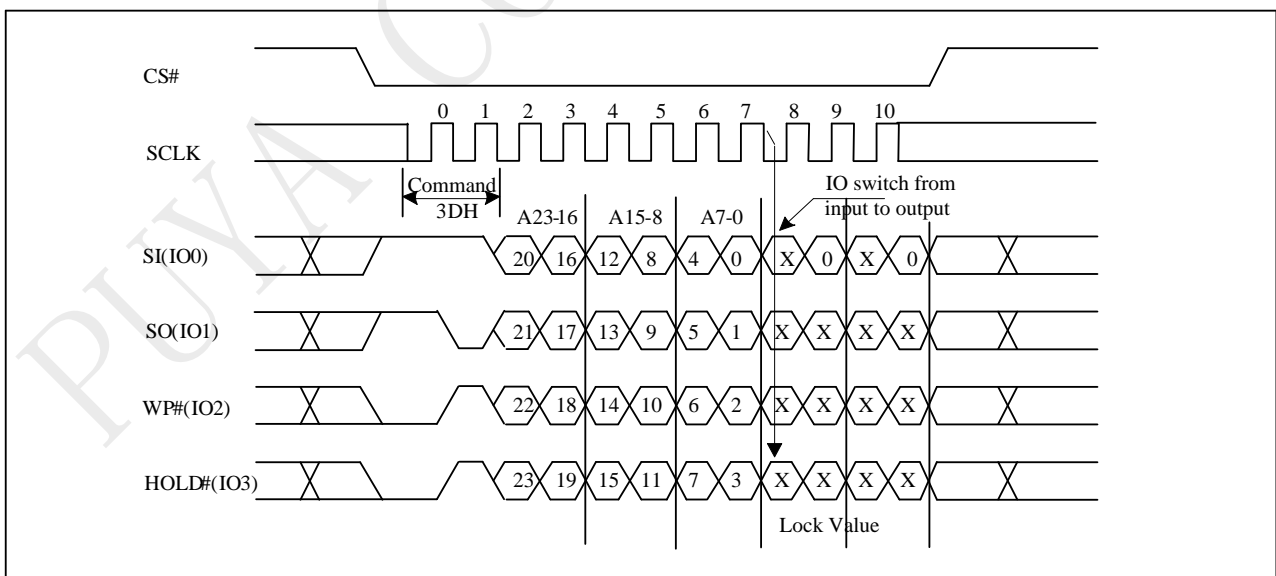 PUYA
CS#
0 1 2 3 4 5 6 7 8 9 10
SCLK
Command
3DH
IO switch from
input to output
A23-16 A15-8 A7-0
SI(IO0) 20 16 12 8 4 0 X 0 X 0
SO(IO1) 21 17 13 9 5 1 X X X X
WP#(IO2) 22 18 14 10 6 2 X X X X
HOLD#(IO3) 23 19 15 11 7 3 X X X X
Lock Value